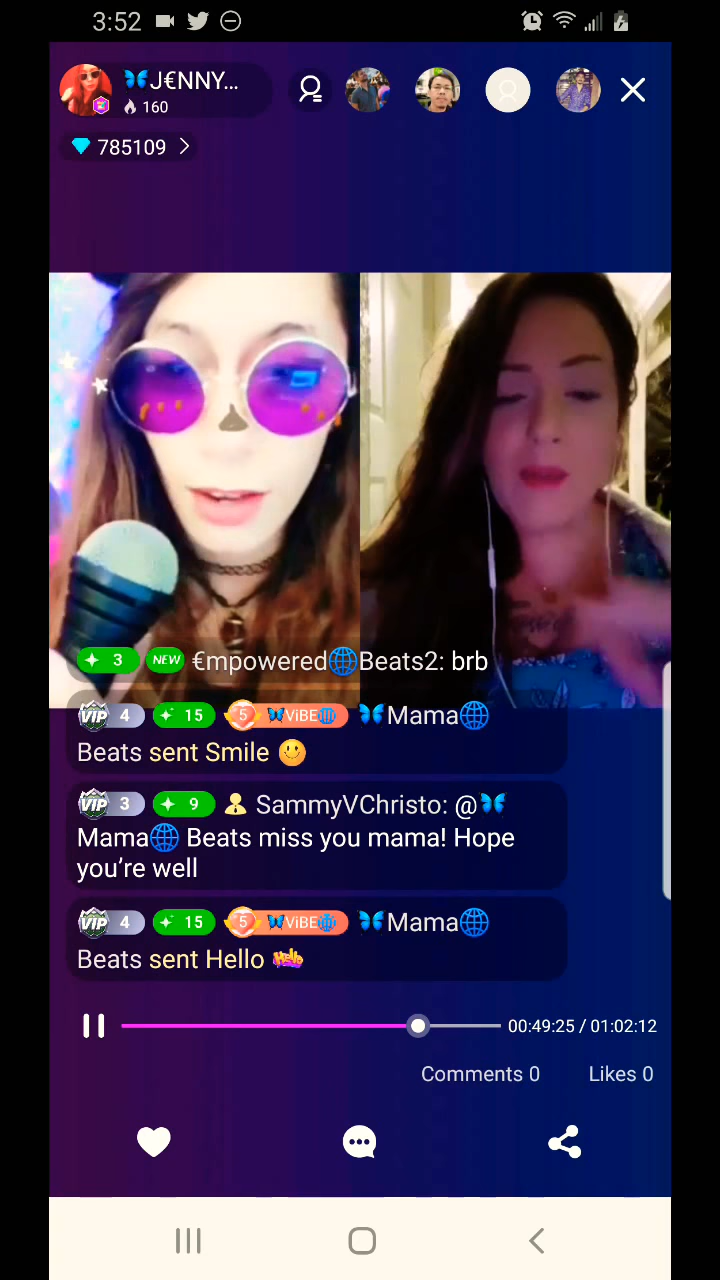 3:52
🦋J€NNY...
160
785109
3 NEW €mpowered🌐Beats2: brb
VIP 4 15 5 🦋ViBE🌐 🦋Mama🌐
Beats sent Smile 🙂
VIP 3 9 SammyVChristo: @🦋
Mama🌐 Beats miss you mama! Hope
you’re well
VIP 4 15 5 🦋ViBE🌐 🦋Mama🌐
Beats sent Hello Hello
00:49:25 / 01:02:12
Comments 0 Likes 0